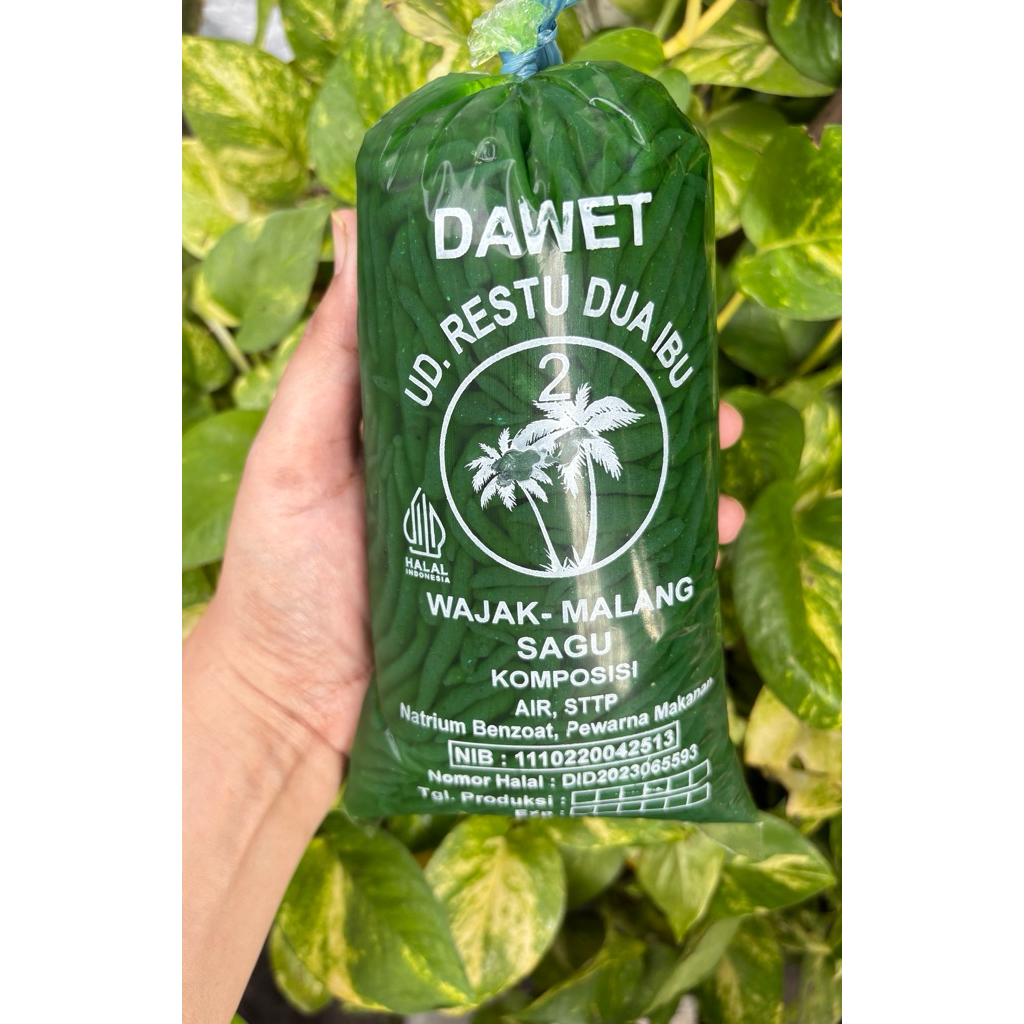 DAWET
UD. RESTU DUA IBU
2
HALAL
INDONESIA
WAJAK- MALANG
SAGU
KOMPOSISI
AIR, STTP
Natrium Benzoat, Pewarna Makanan
NIB : 1110220042513
Nomor Halal : DID2023065593
Tgl. Produksi :
Exp :